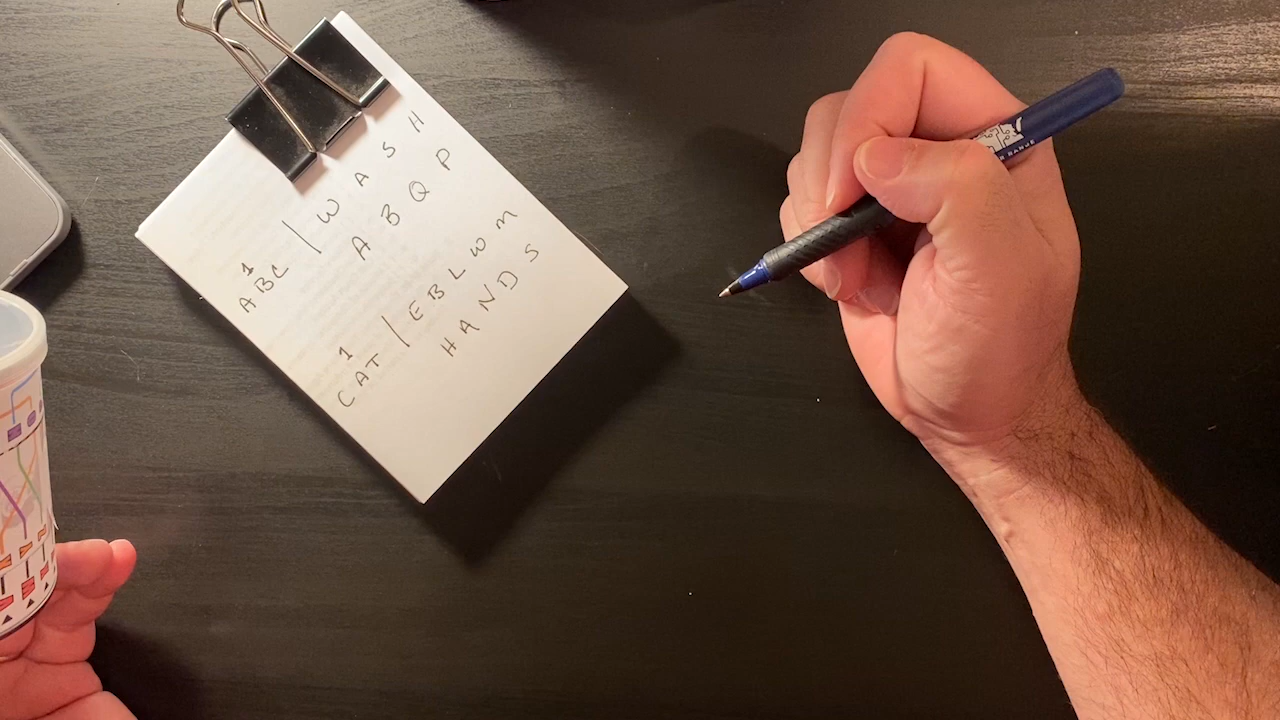 1 / W A S H
ABC A B Q P
1 / E B L W M
CAT H A N D S